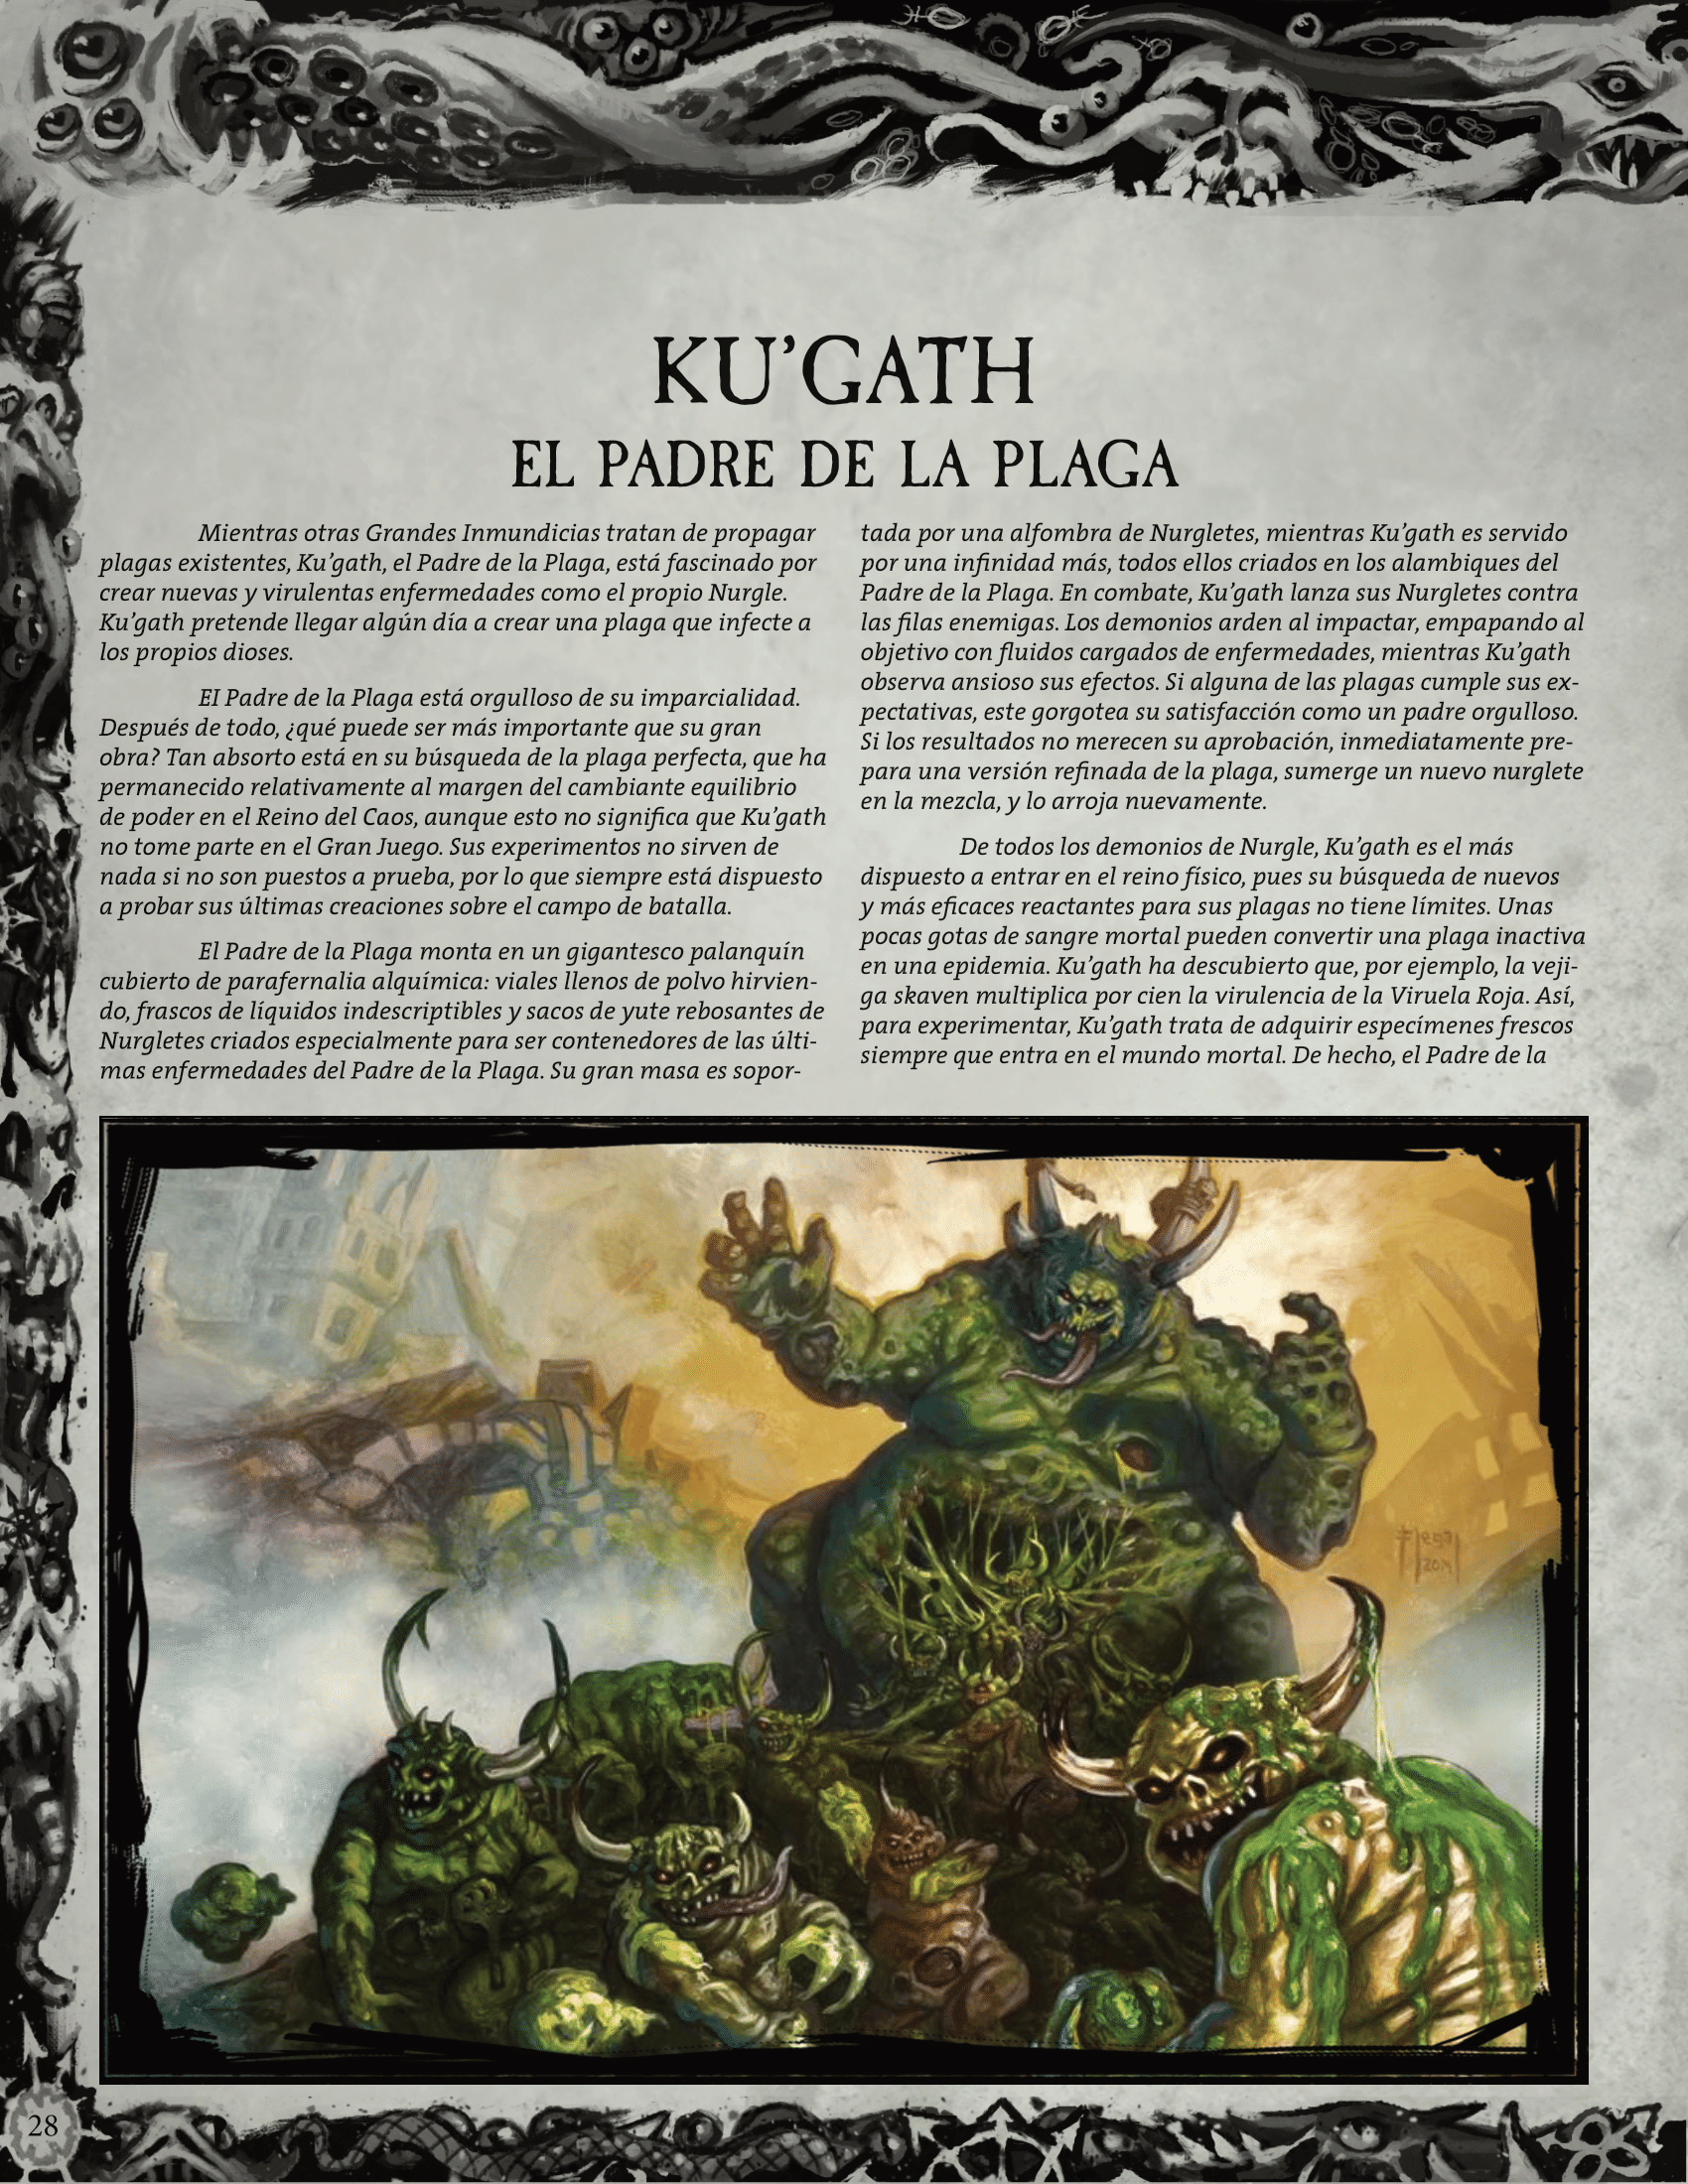 KU’GATH
EL PADRE DE LA PLAGA
Mientras otras Grandes Inmundicias tratan de propagar
plagas existentes, Ku’gath, el Padre de la Plaga, está fascinado por
crear nuevas y virulentas enfermedades como el propio Nurgle.
Ku’gath pretende llegar algún día a crear una plaga que infecte a
los propios dioses.
El Padre de la Plaga está orgulloso de su imparcialidad.
Después de todo, ¿qué puede ser más importante que su gran
obra? Tan absorto está en su búsqueda de la plaga perfecta, que ha
permanecido relativamente al margen del cambiante equilibrio
de poder en el Reino del Caos, aunque esto no significa que Ku’gath
no tome parte en el Gran Juego. Sus experimentos no sirven de
nada si no son puestos a prueba, por lo que siempre está dispuesto
a probar sus últimas creaciones sobre el campo de batalla.
El Padre de la Plaga monta en un gigantesco palanquín
cubierto de parafernalia alquímica: viales llenos de polvo hirvien-
do, frascos de líquidos indescriptibles y sacos de yute rebosantes de
Nurgletes criados especialmente para ser contenedores de las últi-
mas enfermedades del Padre de la Plaga. Su gran masa es sopor-
tada por una alfombra de Nurgletes, mientras Ku’gath es servido
por una infinidad más, todos ellos criados en los alambiques del
Padre de la Plaga. En combate, Ku’gath lanza sus Nurgletes contra
las filas enemigas. Los demonios arden al impactar, empapando al
objetivo con fluidos cargados de enfermedades, mientras Ku’gath
observa ansioso sus efectos. Si alguna de las plagas cumple sus ex-
pectativas, este gorgotea su satisfacción como un padre orgulloso.
Si los resultados no merecen su aprobación, inmediatamente pre-
para una versión refinada de la plaga, sumerge un nuevo nurglete
en la mezcla, y lo arroja nuevamente.
De todos los demonios de Nurgle, Ku’gath es el más
dispuesto a entrar en el reino físico, pues su búsqueda de nuevos
y más eficaces reactantes para sus plagas no tiene límites. Unas
pocas gotas de sangre mortal pueden convertir una plaga inactiva
en una epidemia. Ku’gath ha descubierto que, por ejemplo, la veji-
ga skaven multiplica por cien la virulencia de la Viruela Roja. Así,
para experimentar, Ku’gath trata de adquirir especímenes frescos
siempre que entra en el mundo mortal. De hecho, el Padre de la
28